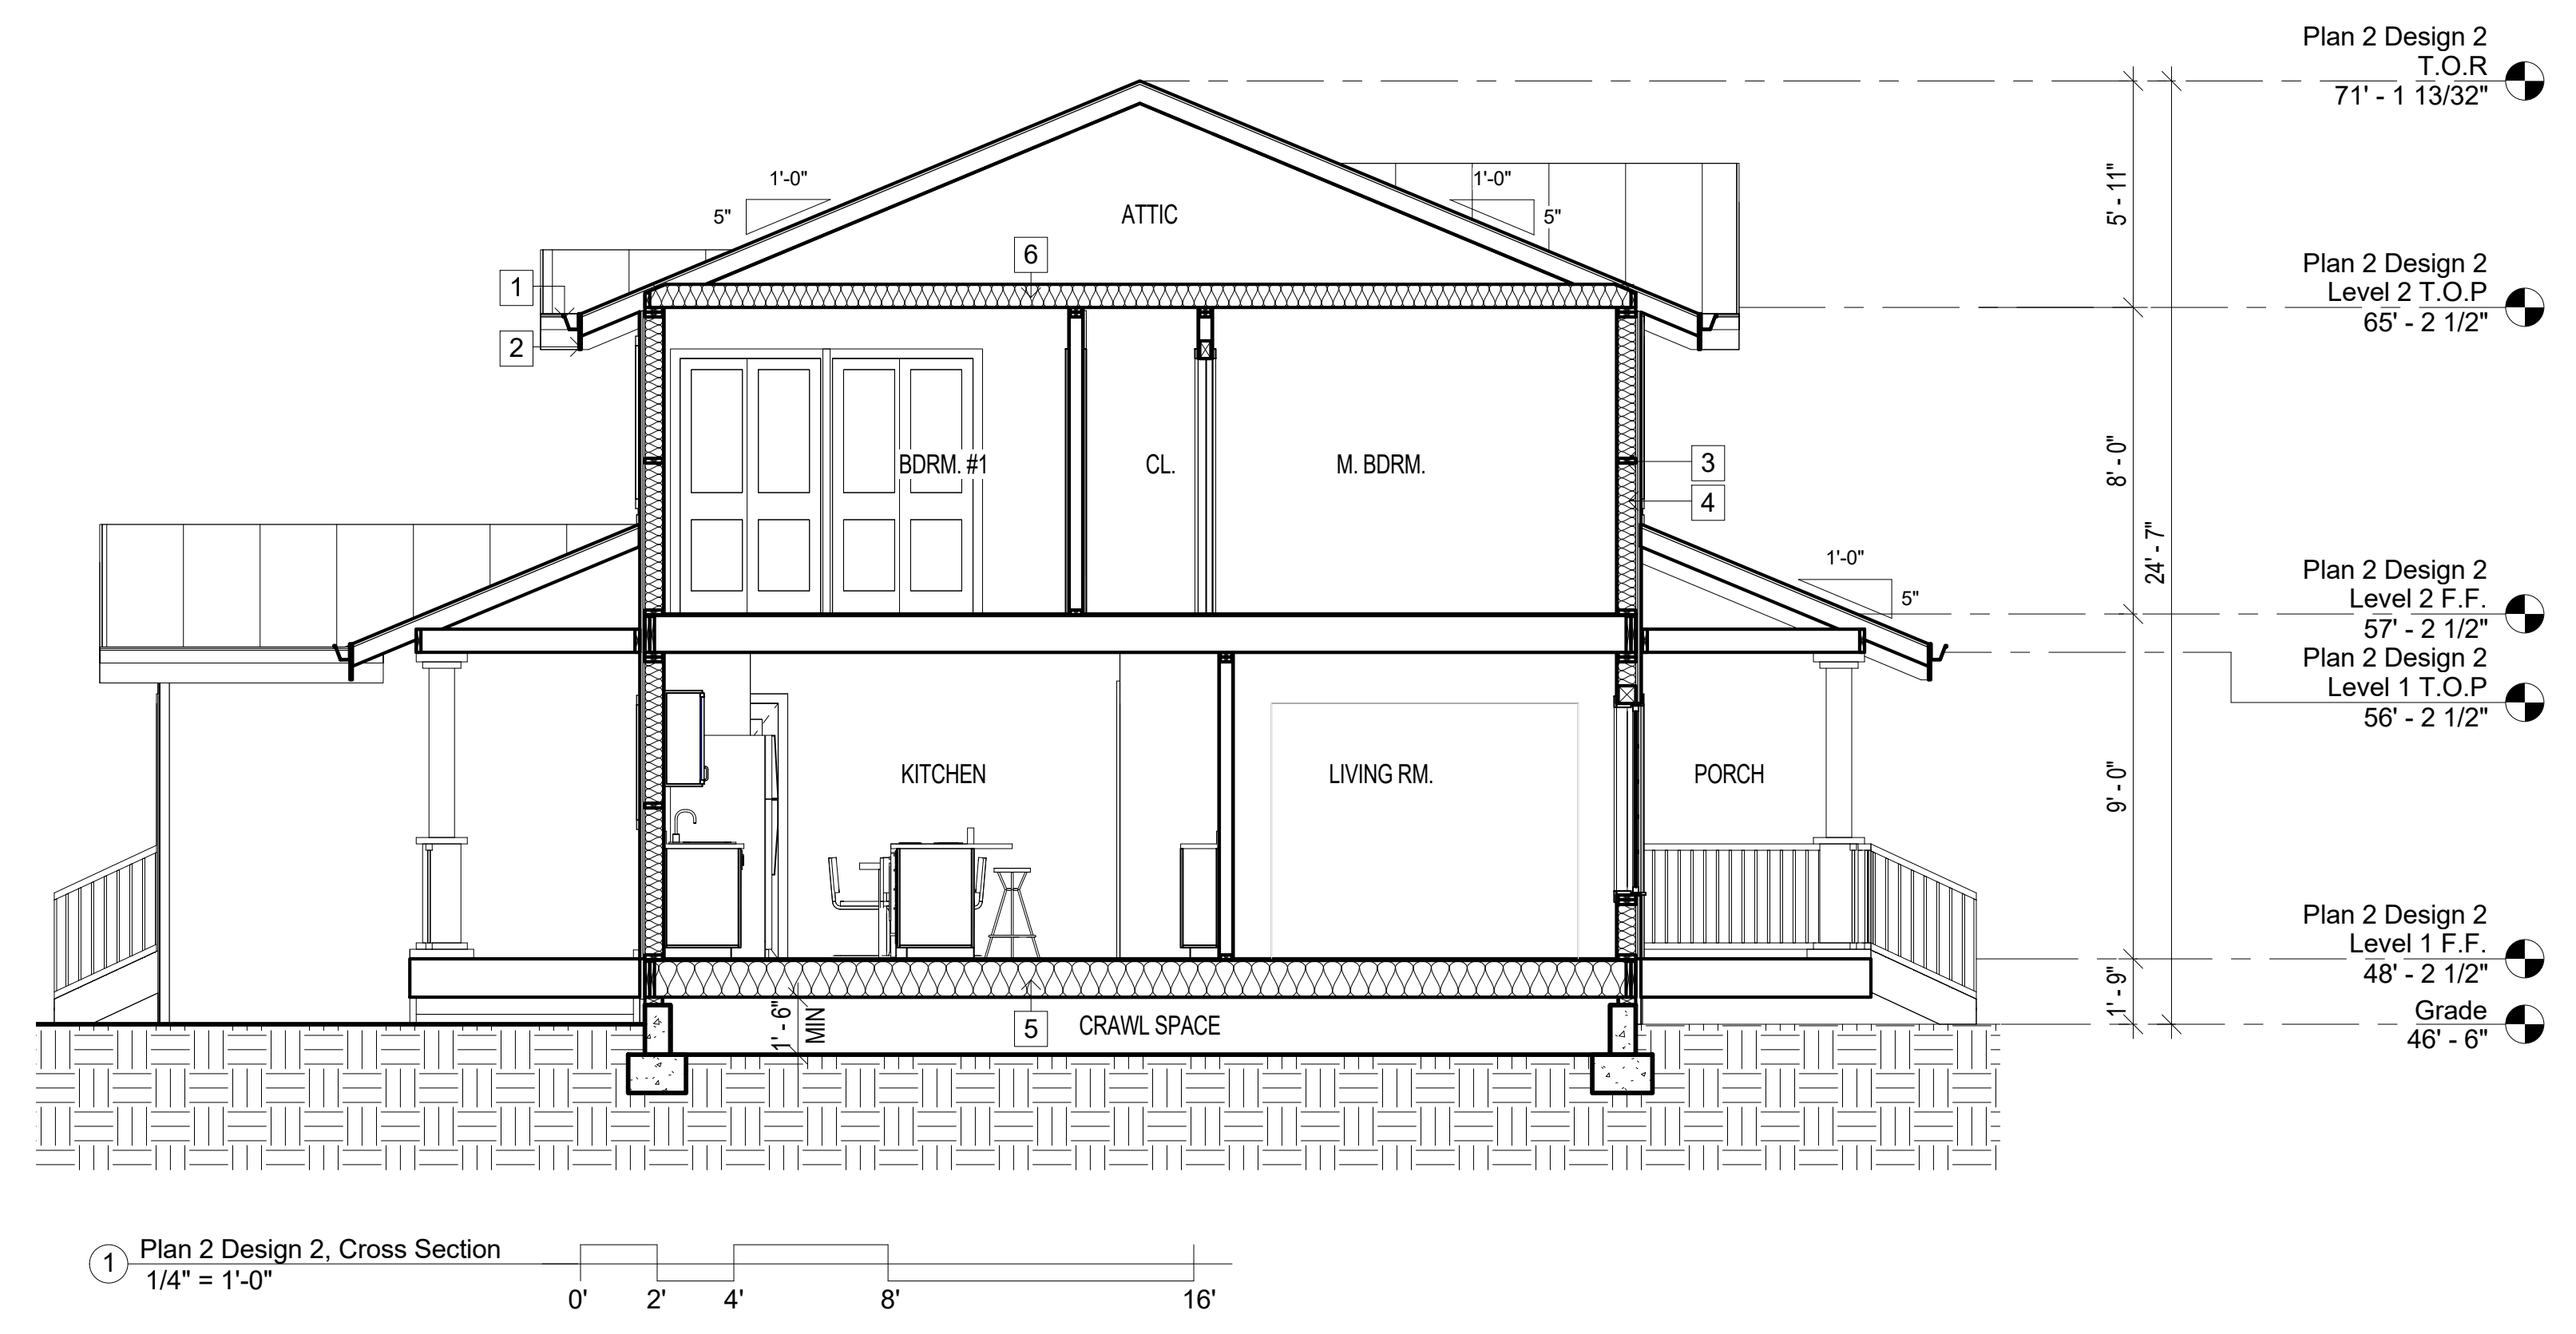 Plan 2 Design 2
T.O.R
71' - 1 13/32"
5' - 11"
1'-0"
5"
1'-0"
5"
ATTIC
6
1
2
Plan 2 Design 2
Level 2 T.O.P
65' - 2 1/2"
BDRM. #1
CL.
M. BDRM.
3
4
8' - 0"
24' - 7"
1'-0"
5"
Plan 2 Design 2
Level 2 F.F.
57' - 2 1/2"
Plan 2 Design 2
Level 1 T.O.P
56' - 2 1/2"
KITCHEN
LIVING RM.
PORCH
9' - 0"
Plan 2 Design 2
Level 1 F.F.
48' - 2 1/2"
1' - 9"
Grade
46' - 6"
1' - 6"
MIN
5
CRAWL SPACE
1
Plan 2 Design 2, Cross Section
1/4" = 1'-0"
0' 2' 4' 8' 16'